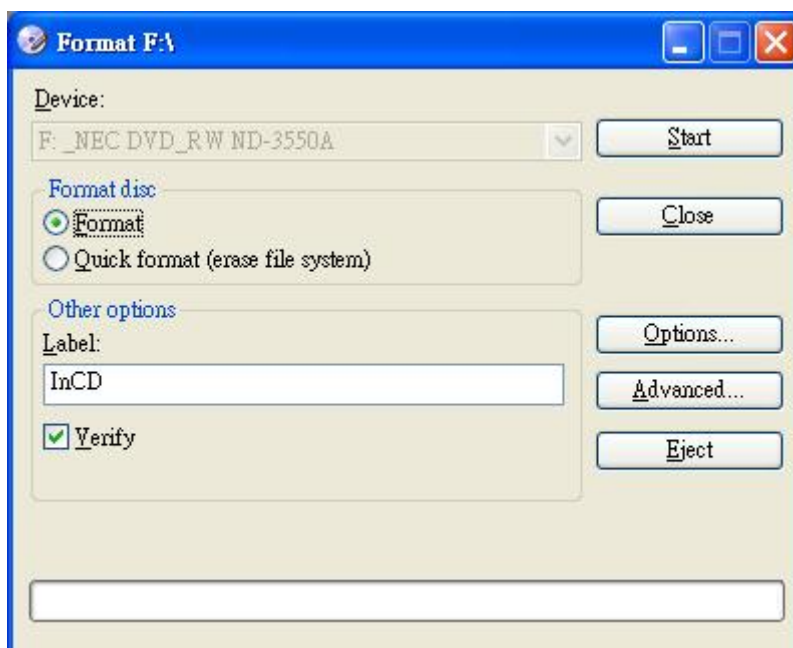 Format F:\
Device:
F: _NEC DVD_RW ND-3550A
Start
Format disc
Format
Close
Quick format (erase file system)
Other options
Label:
Options...
InCD
Advanced...
Verify
Eject